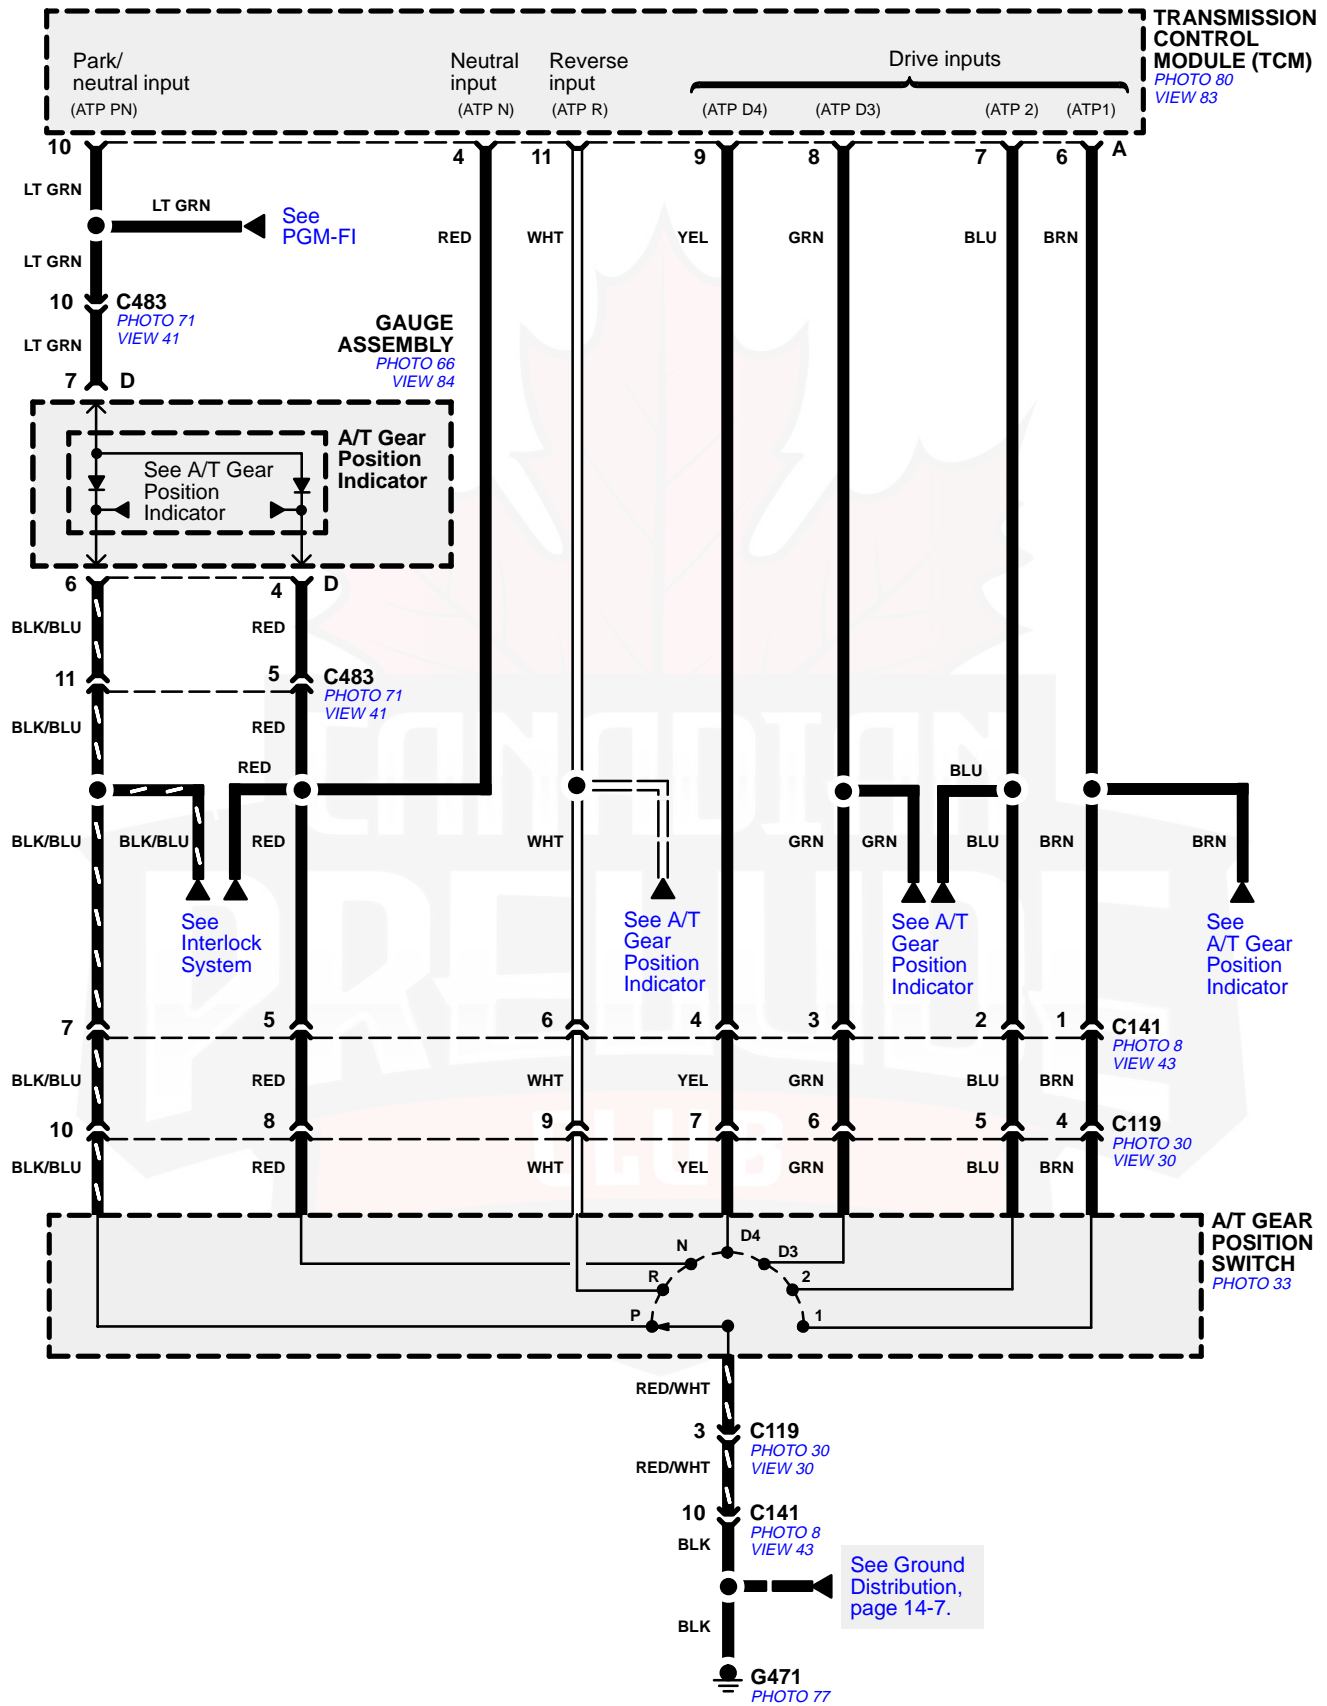 TRANSMISSION
CONTROL
MODULE (TCM)
PHOTO 80
VIEW 83
Park/
neutral input
(ATP PN)
Neutral
input
(ATP N)
Reverse
input
(ATP R)
Drive inputs
(ATP D4)
(ATP D3)
(ATP 2)
(ATP1)
10
4
11
9
8
7
6
A
LT GRN
LT GRN
See
PGM-FI
RED
WHT
YEL
GRN
BLU
BRN
LT GRN
10
C483
PHOTO 71
VIEW 41
LT GRN
GAUGE
ASSEMBLY
PHOTO 66
VIEW 84
7
D
A/T Gear
Position
Indicator
See A/T Gear
Position
Indicator
6
4
D
BLK/BLU
RED
11
5
C483
PHOTO 71
VIEW 41
BLK/BLU
RED
RED
BLU
BLK/BLU
BLK/BLU
RED
WHT
GRN
GRN
BLU
BRN
BRN
See
Interlock
System
See A/T
Gear
Position
Indicator
See A/T
Gear
Position
Indicator
See
A/T Gear
Position
Indicator
CANADIAN
PRELUDE
CLUB
7
5
6
4
3
2
1
C141
PHOTO 8
VIEW 43
BLK/BLU
RED
WHT
YEL
GRN
BLU
BRN
10
8
9
7
6
5
4
C119
PHOTO 30
VIEW 30
BLK/BLU
RED
WHT
YEL
GRN
BLU
BRN
A/T GEAR
POSITION
SWITCH
PHOTO 33
P
R
N
D4
D3
2
1
RED/WHT
3
C119
PHOTO 30
VIEW 30
RED/WHT
10
C141
PHOTO 8
VIEW 43
BLK
See Ground
Distribution,
page 14-7.
BLK
G471
PHOTO 77